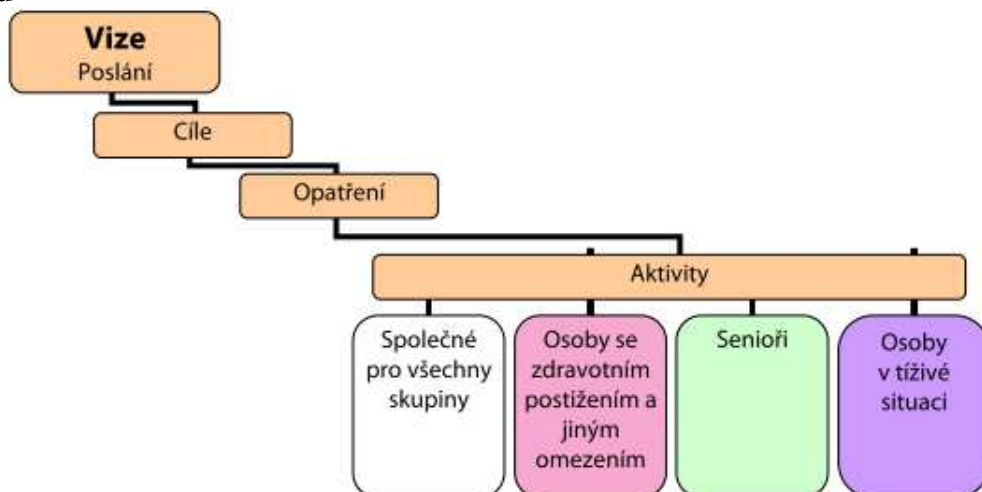 Vize
Poslání
Cíle
Opatření
Aktivity
Společné
pro všechny
skupiny
Osoby se
zdravotním
postižením a
jiným
omezením
Senioři
Osoby
v tíživé
situaci